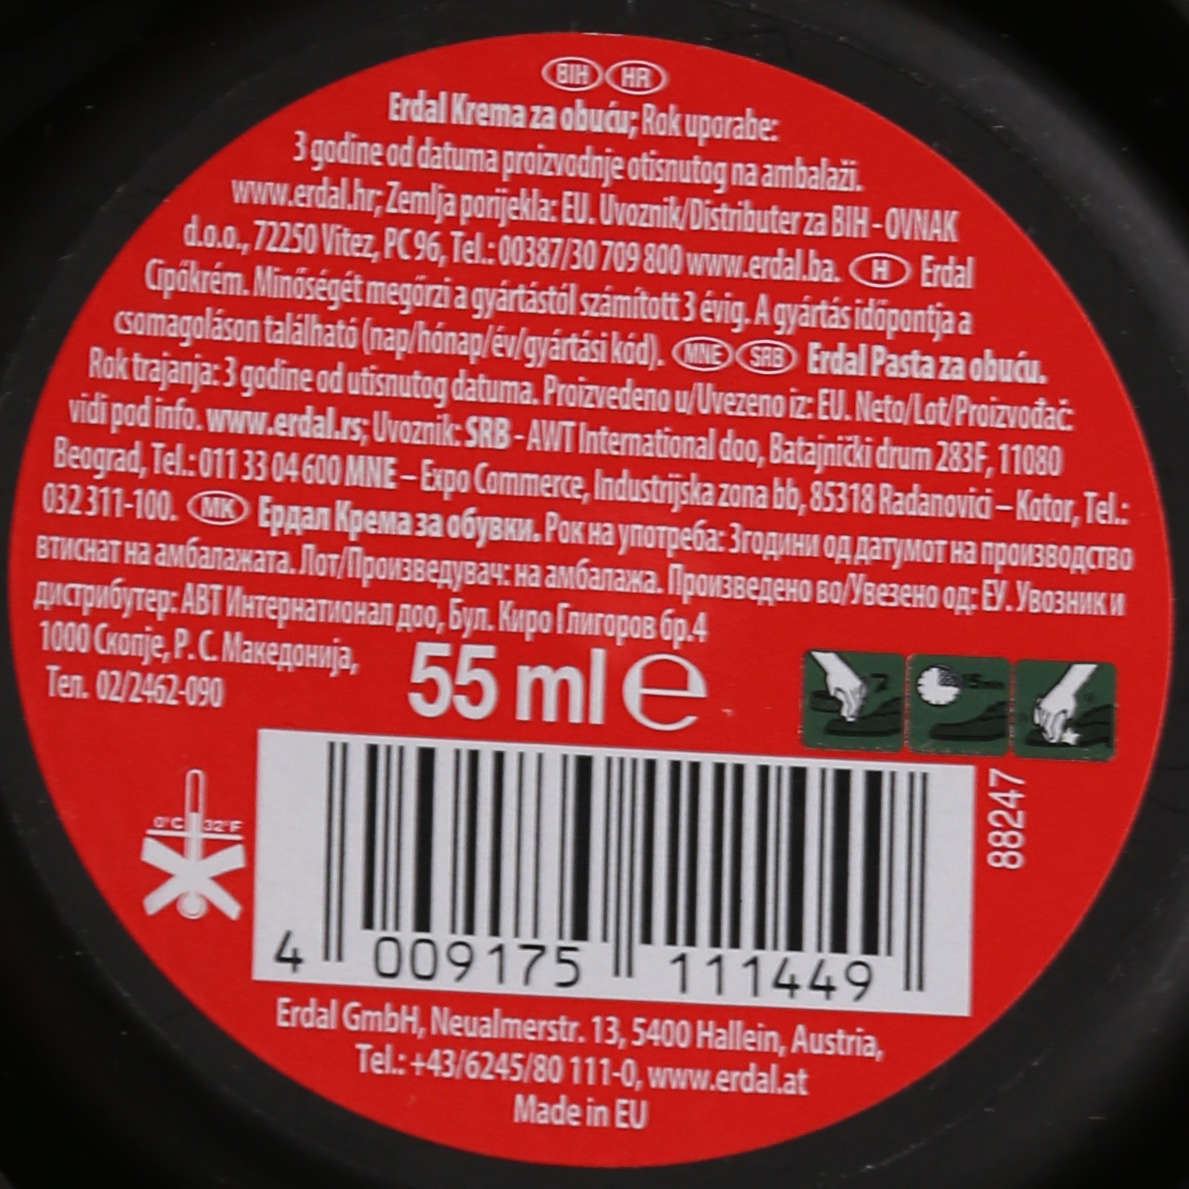 BIH HR
Erdal Krema za obuću; Rok uporabe:
3 godine od datuma proizvodnje otisnutog na ambalaži.
www.erdal.hr; Zemlja porijekla: EU. Uvoznik/Distributer za BIH - OVNAK
d.o.o., 72250 Vitez, PC 96, Tel.: 00387/30 709 800 www.erdal.ba. H Erdal
Cipőkrém. Minőségét megőrzi a gyártástól számított 3 évig. A gyártás időpontja a
csomagoláson található (nap/hónap/év/gyártási kód). MNE SRB Erdal Pasta za obuću.
Rok trajanja: 3 godine od utisnutog datuma. Proizvedeno u/Uvezeno iz: EU. Neto/Lot/Proizvođač:
vidi pod info. www.erdal.rs; Uvoznik: SRB - AWT International doo, Batajnički drum 283F, 11080
Beograd, Tel.: 011 33 04 600 MNE – Expo Commerce, Industrijska zona bb, 85318 Radanovici – Kotor, Tel.:
032 311-100. MK Ердал Крема за обувки. Рок на употреба: 3години од датумот на производство
втиснат на амбалажата. Лот/Произведувач: на амбалажа. Произведено во/Увезено од: ЕУ. Увозник и
дистрибутер: АВТ Интернатионал доо, Бул. Киро Глигоров бр.4
1000 Скопје, Р. С. Македонија,
Тел. 02/2462-090
55 ml e
0°C 32°F
88247
4 009175 111449
Erdal GmbH, Neualmerstr. 13, 5400 Hallein, Austria,
Tel.: +43/6245/80 111-0, www.erdal.at
Made in EU